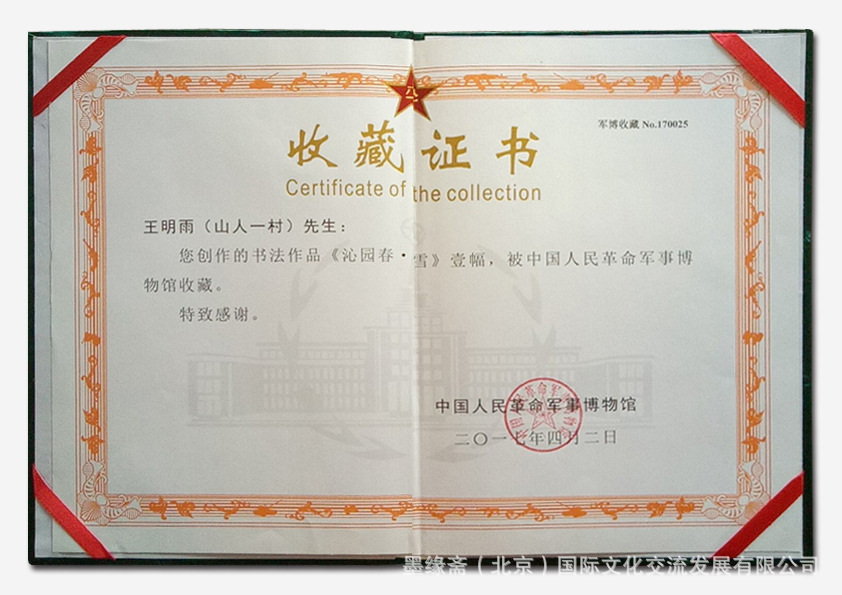 军博收藏 No.170025
八一
收藏证书
Certificate of the collection
王明雨（山人一村）先生：
您创作的书法作品《沁园春·雪》壹幅，被中国人民革命军事博
物馆收藏。
特致感谢。
中国人民革命军事博物馆
二〇一七年四月二日
墨缘斋（北京）国际文化交流发展有限公司